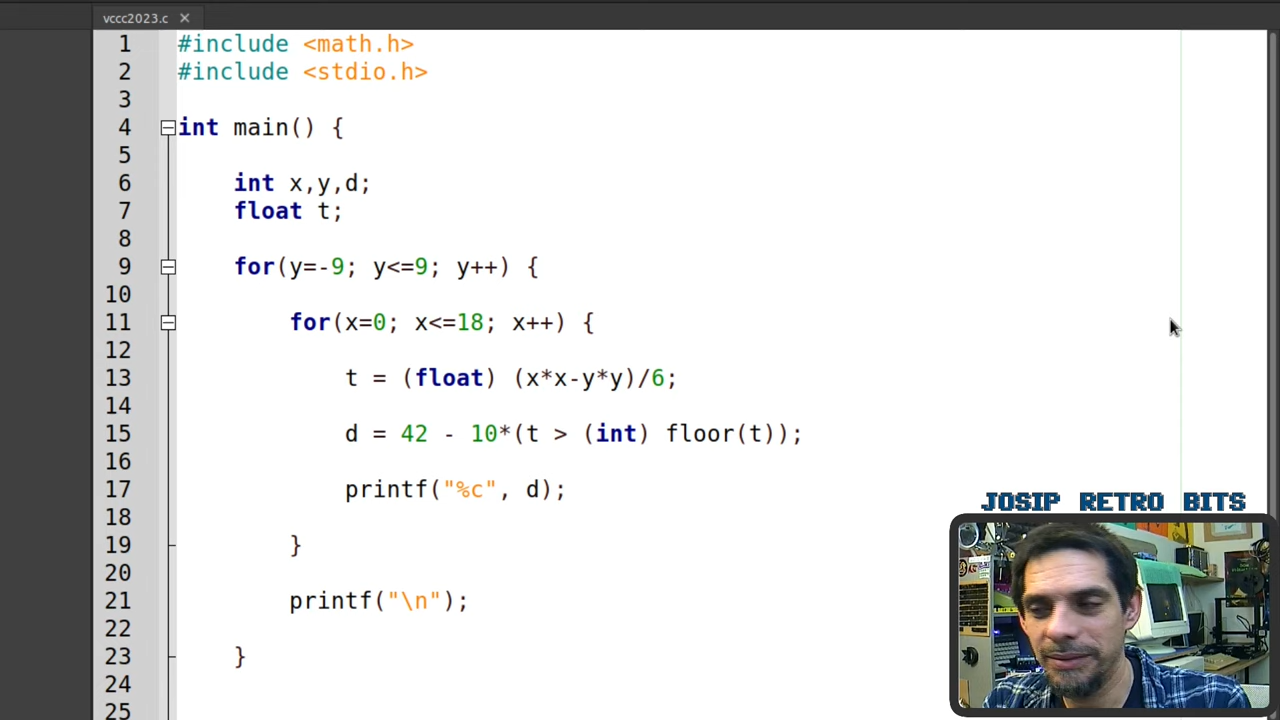 vccc2023.c
1 #include <math.h>
2 #include <stdio.h>
3
4 int main() {
5
6     int x,y,d;
7     float t;
8
9     for(y=-9; y<=9; y++) {
10
11         for(x=0; x<=18; x++) {
12
13             t = (float) (x*x-y*y)/6;
14
15             d = 42 - 10*(t > (int) floor(t));
16
17             printf("%c", d);
18
19         }
20
21         printf("\n");
22
23     }
24
25
JOSIP RETRO BITS